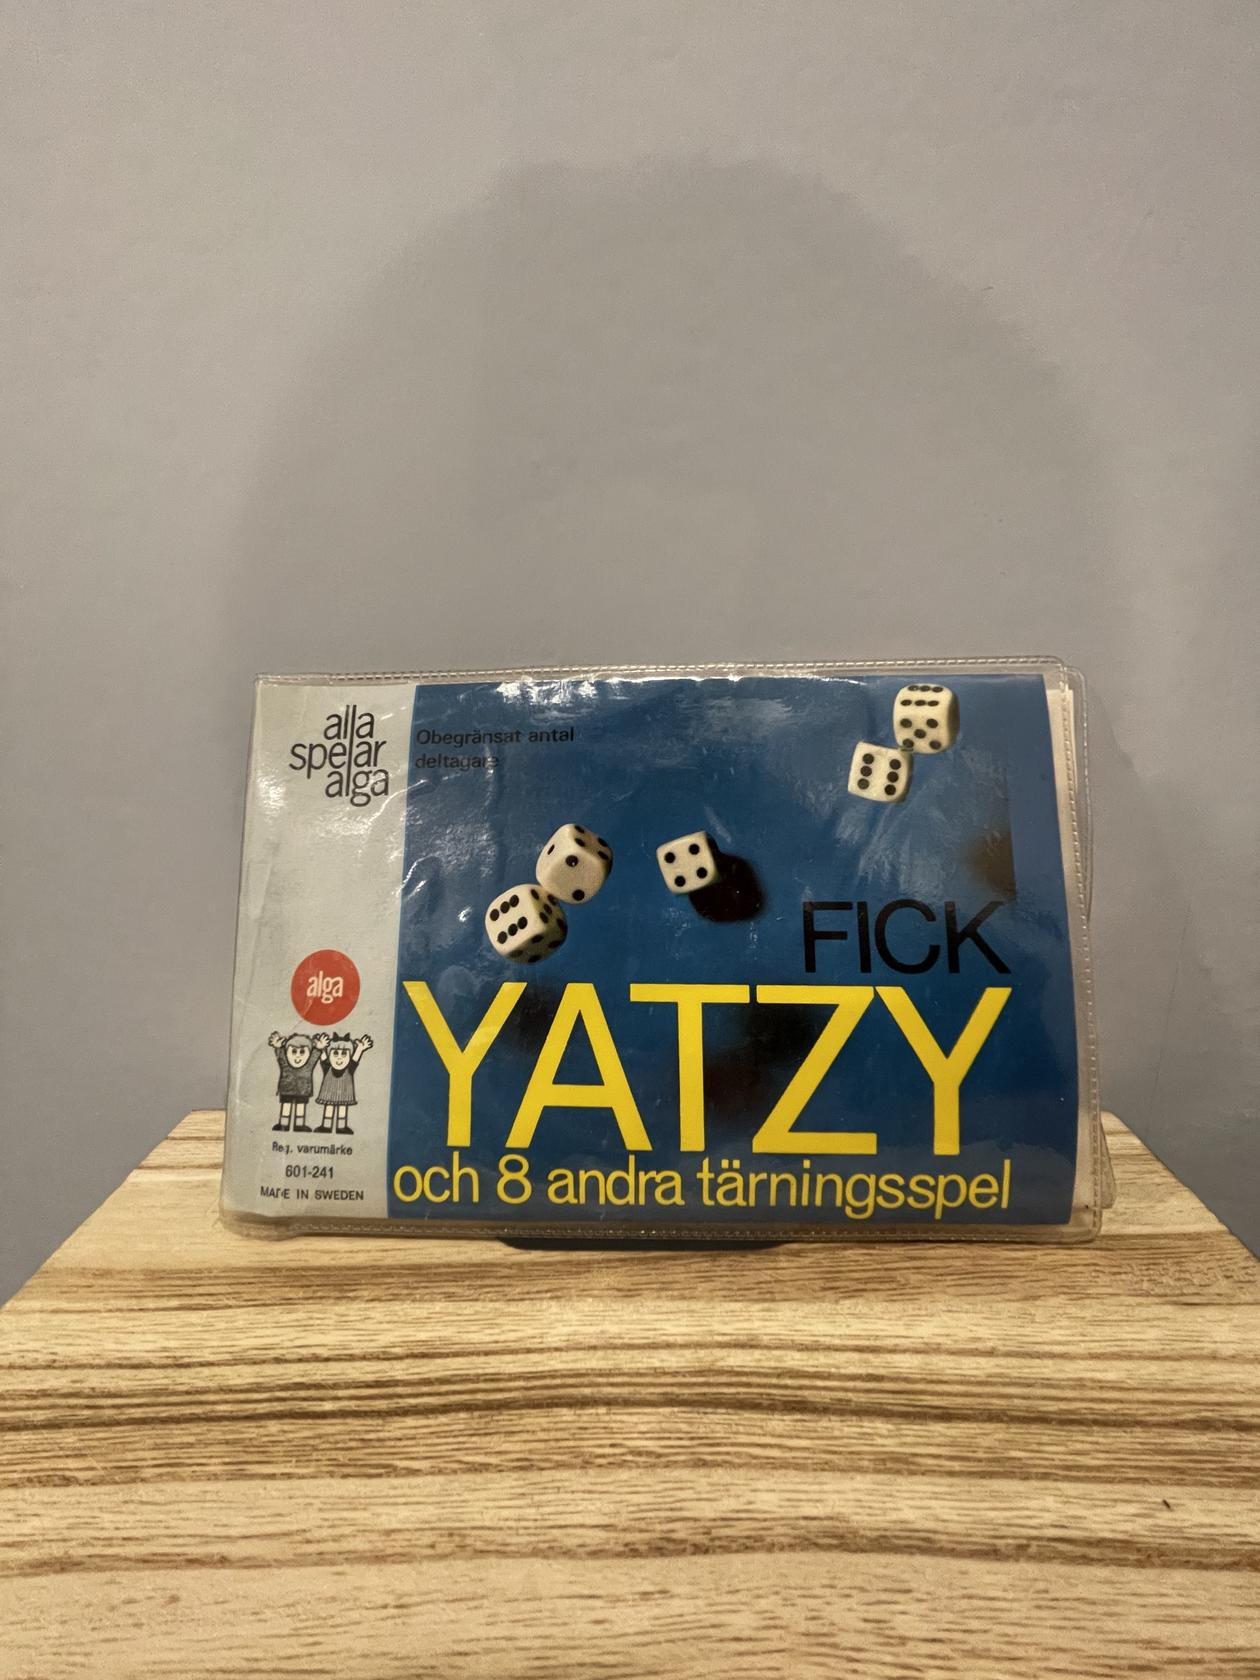 alla
spelar
alga
Obegränsat antal
deltagare
FICK
YATZY
och 8 andra tärningsspel
alga
Reg. varumärke
601-241
MADE IN SWEDEN